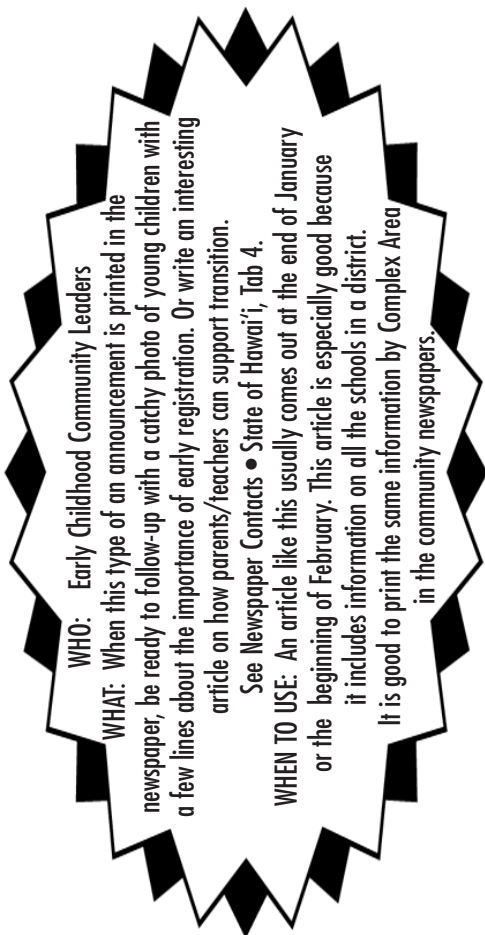 WHO: Early Childhood Community Leaders
WHAT: When this type of an announcement is printed in the
newspaper, be ready to follow-up with a catchy photo of young children with
a few lines about the importance of early registration. Or write an interesting
article on how parents/teachers can support transition.
See Newspaper Contacts • State of Hawai‘i, Tab 4.
WHEN TO USE: An article like this usually comes out at the end of January
or the beginning of February. This article is especially good because
it includes information on all the schools in a district.
It is good to print the same information by Complex Area
in the community newspapers.